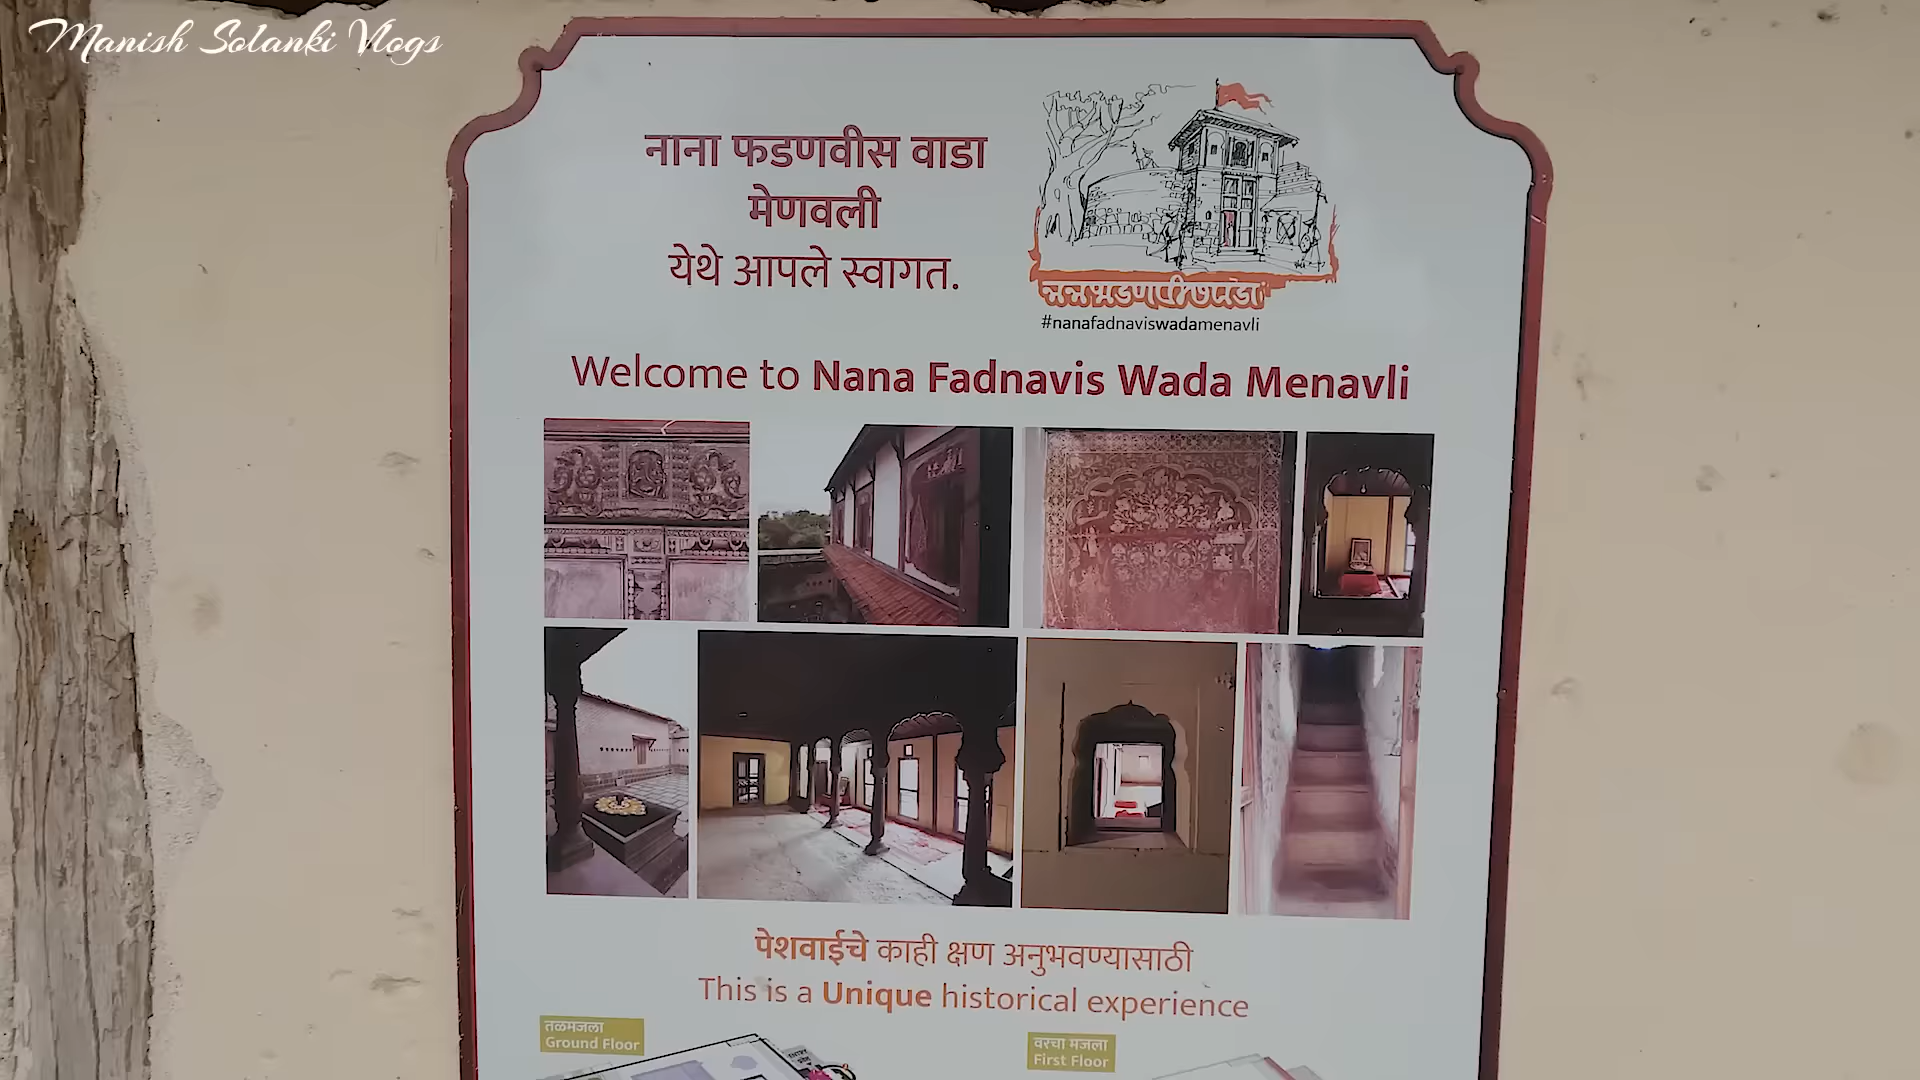 Manish Solanki Vlogs
नाना फडणवीस वाडा
मेणवली
येथे आपले स्वागत.
#nanafadnaviswadamenavli
Welcome to Nana Fadnavis Wada Menavli
पेशवाईचे काही क्षण अनुभवण्यासाठी
This is a Unique historical experience
तळमजला
Ground Floor
वरचा मजला
First Floor